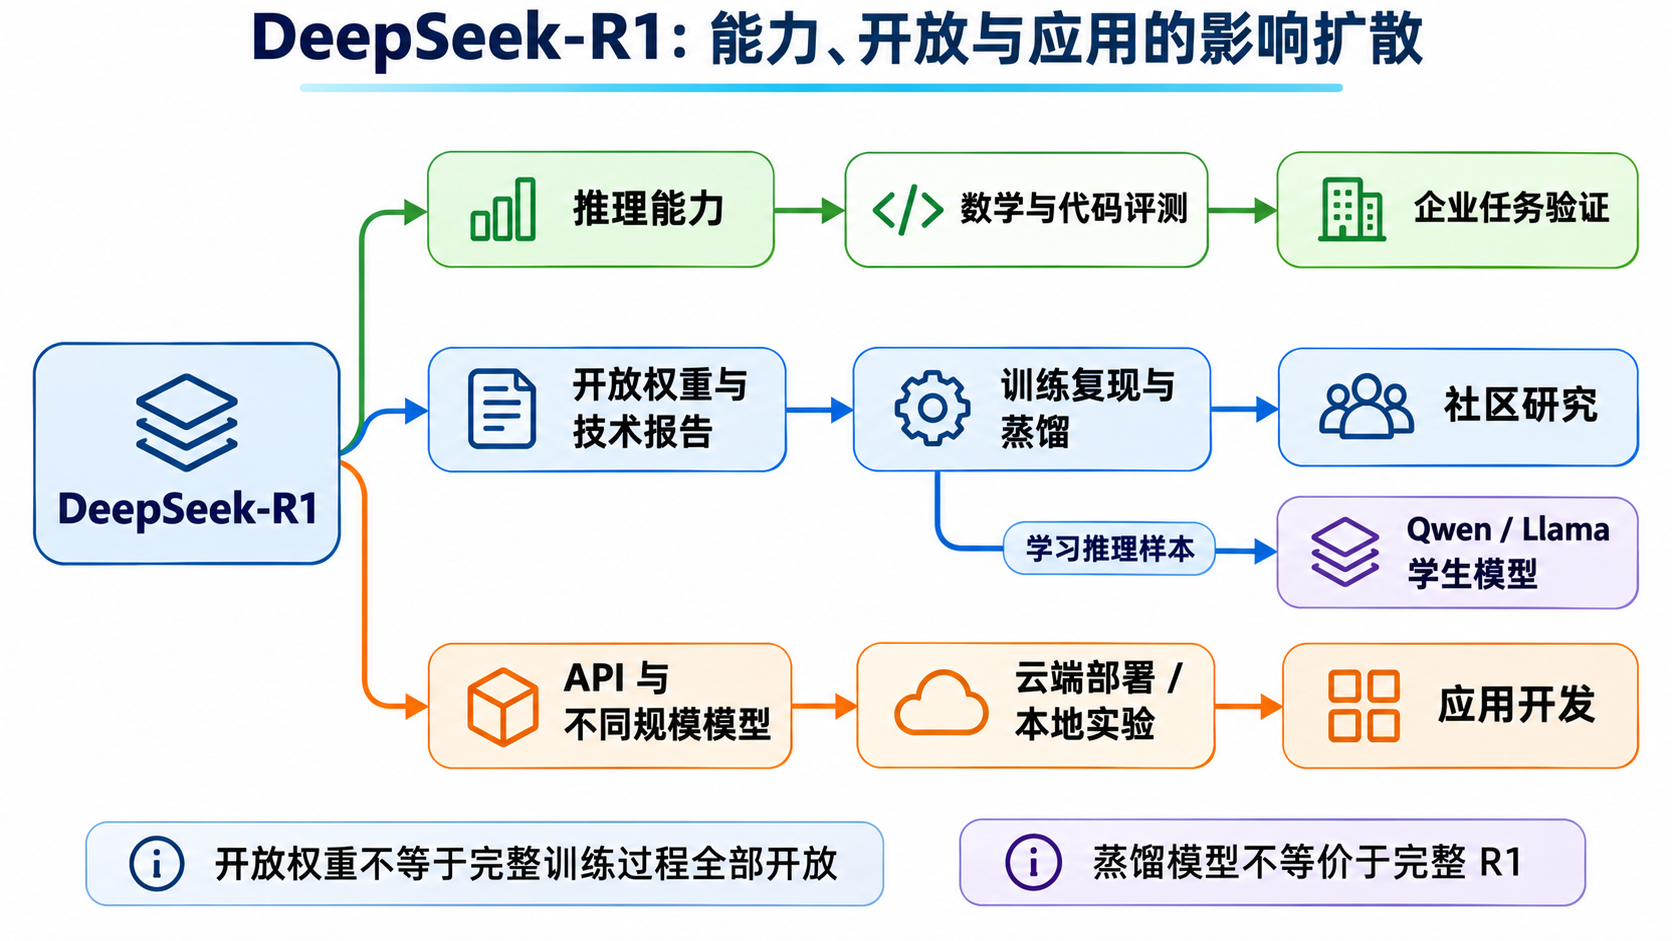 DeepSeek-R1：能力、开放与应用的影响扩散
推理能力
</> 数学与代码评测
企业任务验证
DeepSeek-R1
开放权重与
技术报告
训练复现与
蒸馏
社区研究
学习推理样本
Qwen / Llama
学生模型
API 与
不同规模模型
云端部署 /
本地实验
应用开发
开放权重不等于完整训练过程全部开放
蒸馏模型不等价于完整 R1